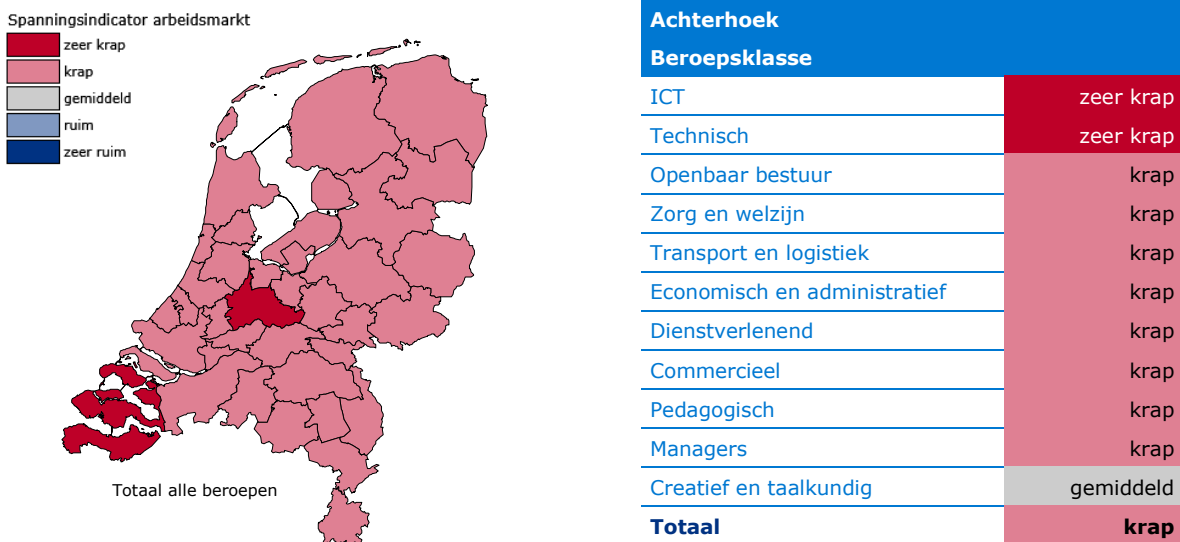 Spanningsindicator arbeidsmarkt
zeer krap
krap
gemiddeld
ruim
zeer ruim
Totaal alle beroepen
Achterhoek
Beroepsklasse
ICT zeer krap
Technisch zeer krap
Openbaar bestuur krap
Zorg en welzijn krap
Transport en logistiek krap
Economisch en administratief krap
Dienstverlenend krap
Commercieel krap
Pedagogisch krap
Managers krap
Creatief en taalkundig gemiddeld
Totaal krap